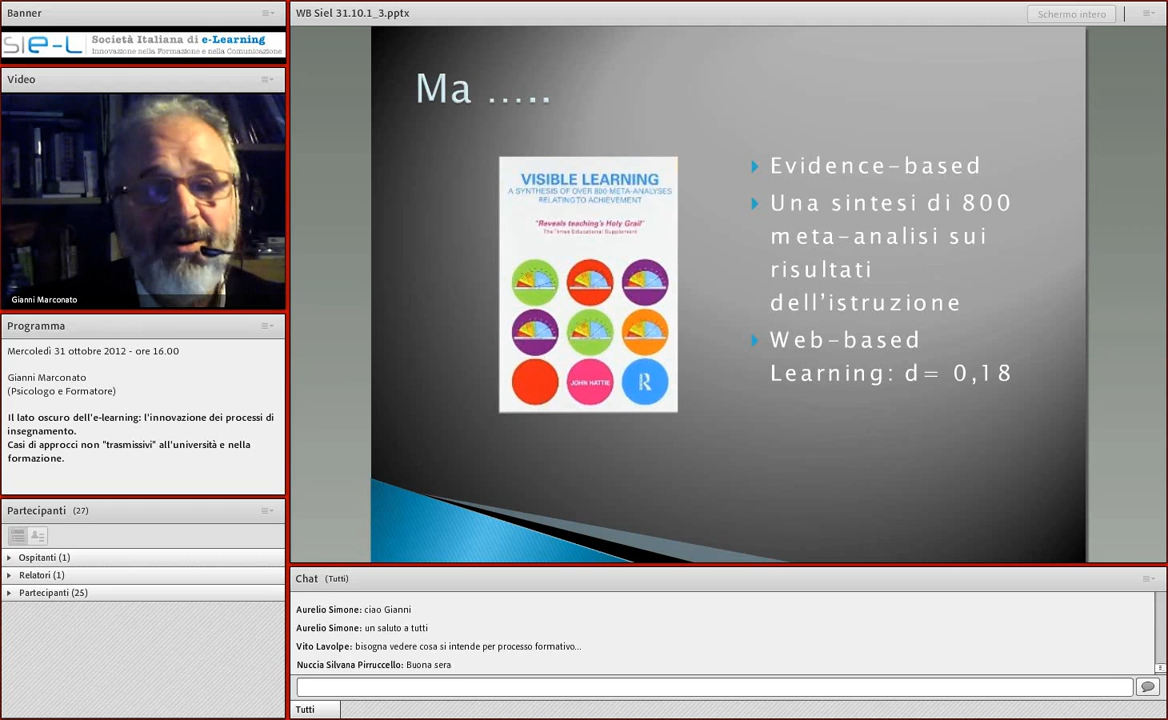 Banner
SIe-L Società Italiana di e-Learning
Innovazione nella Formazione e nella Comunicazione
Video
Gianni Marconato
Programma
Mercoledì 31 ottobre 2012 - ore 16.00
Gianni Marconato
(Psicologo e Formatore)
Il lato oscuro dell'e-learning: l'innovazione dei processi di
insegnamento.
Casi di approcci non "trasmissivi" all'università e nella
formazione.
Partecipanti (27)
Ospitanti (1)
Relatori (1)
Partecipanti (25)
WB Siel 31.10.1_3.pptx
Schermo intero
Ma .....
VISIBLE LEARNING
A SYNTHESIS OF OVER 800 META-ANALYSES
RELATING TO ACHIEVEMENT
"Reveals teaching's Holy Grail"
The Times Educational Supplement
JOHN HATTIE
R
Evidence-based
Una sintesi di 800
meta-analisi sui
risultati
dell'istruzione
Web-based
Learning: d= 0,18
Chat (Tutti)
Aurelio Simone: ciao Gianni
Aurelio Simone: un saluto a tutti
Vito Lavolpe: bisogna vedere cosa si intende per processo formativo...
Nuccia Silvana Pirruccello: Buona sera
Tutti